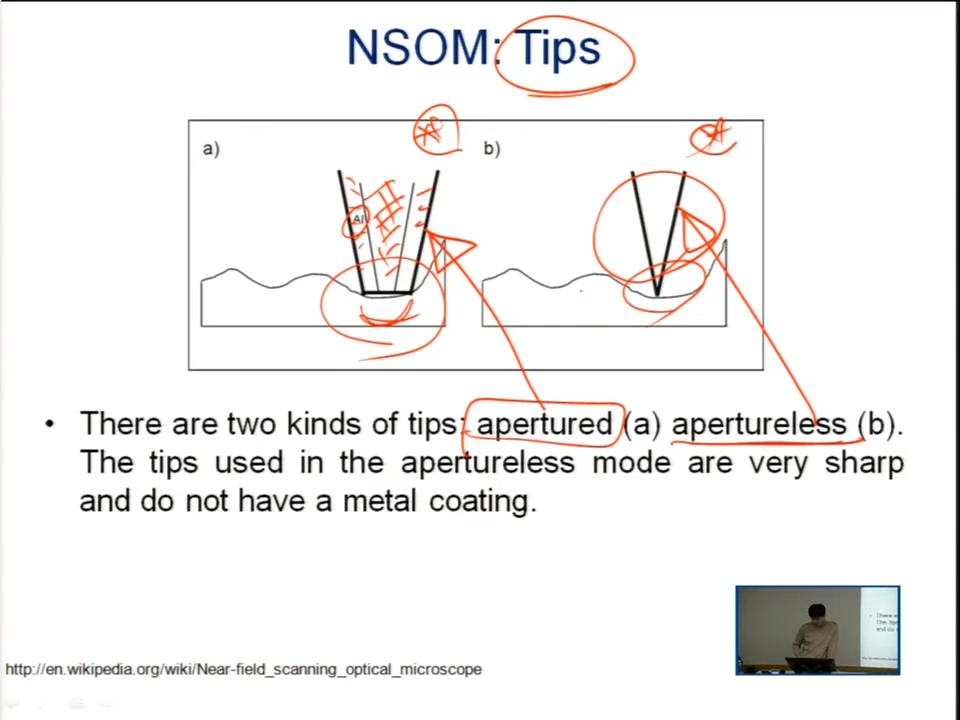 NSOM: Tips
a)
b)
Al
• There are two kinds of tips: apertured (a) apertureless (b).
The tips used in the apertureless mode are very sharp
and do not have a metal coating.
http://en.wikipedia.org/wiki/Near-field_scanning_optical_microscope